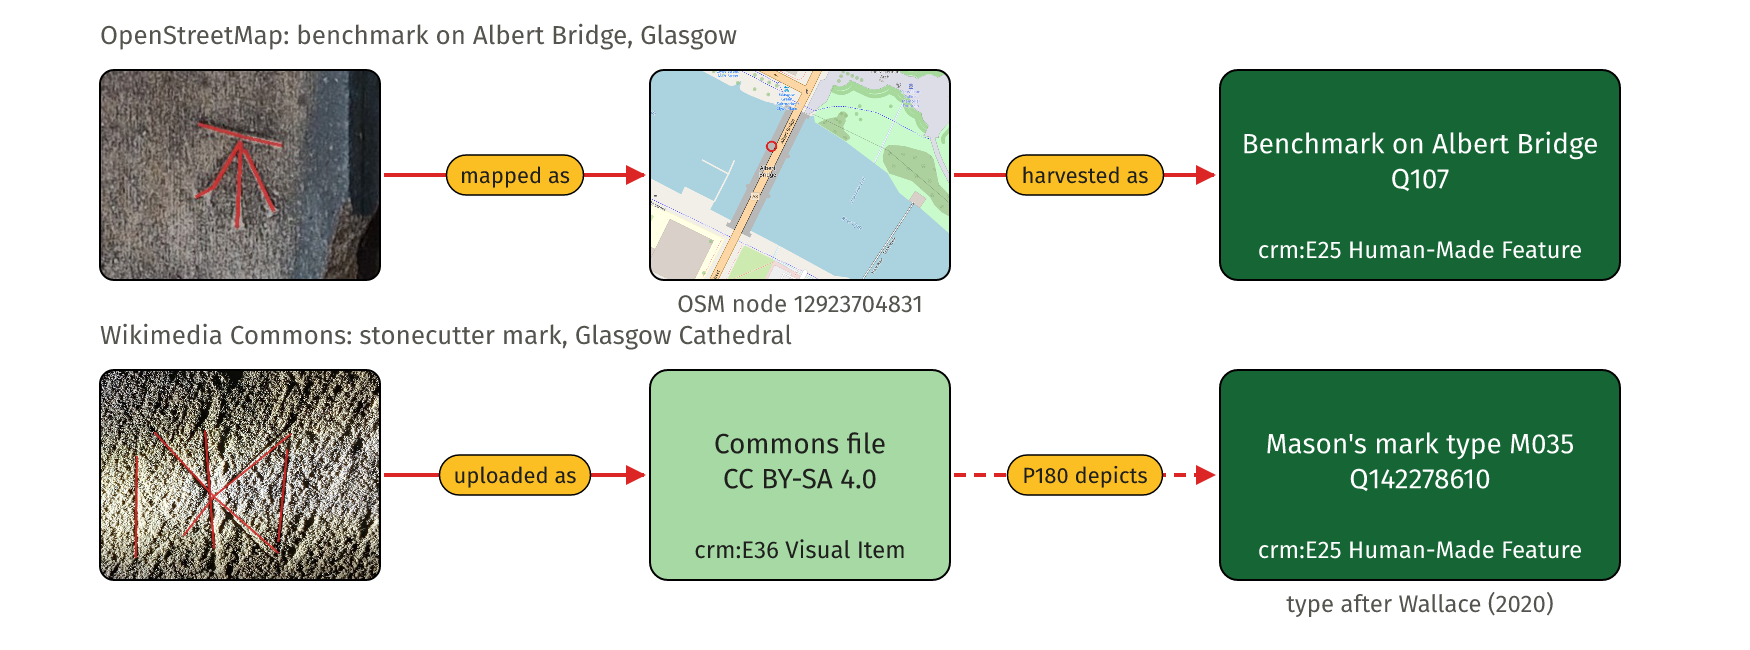 OpenStreetMap: benchmark on Albert Bridge, Glasgow
mapped as
Albert
Bridge
harvested as
Benchmark on Albert Bridge
Q107
crm:E25 Human-Made Feature
OSM node 12923704831
Wikimedia Commons: stonecutter mark, Glasgow Cathedral
uploaded as
Commons file
CC BY-SA 4.0
crm:E36 Visual Item
P180 depicts
Mason's mark type M035
Q142278610
crm:E25 Human-Made Feature
type after Wallace (2020)